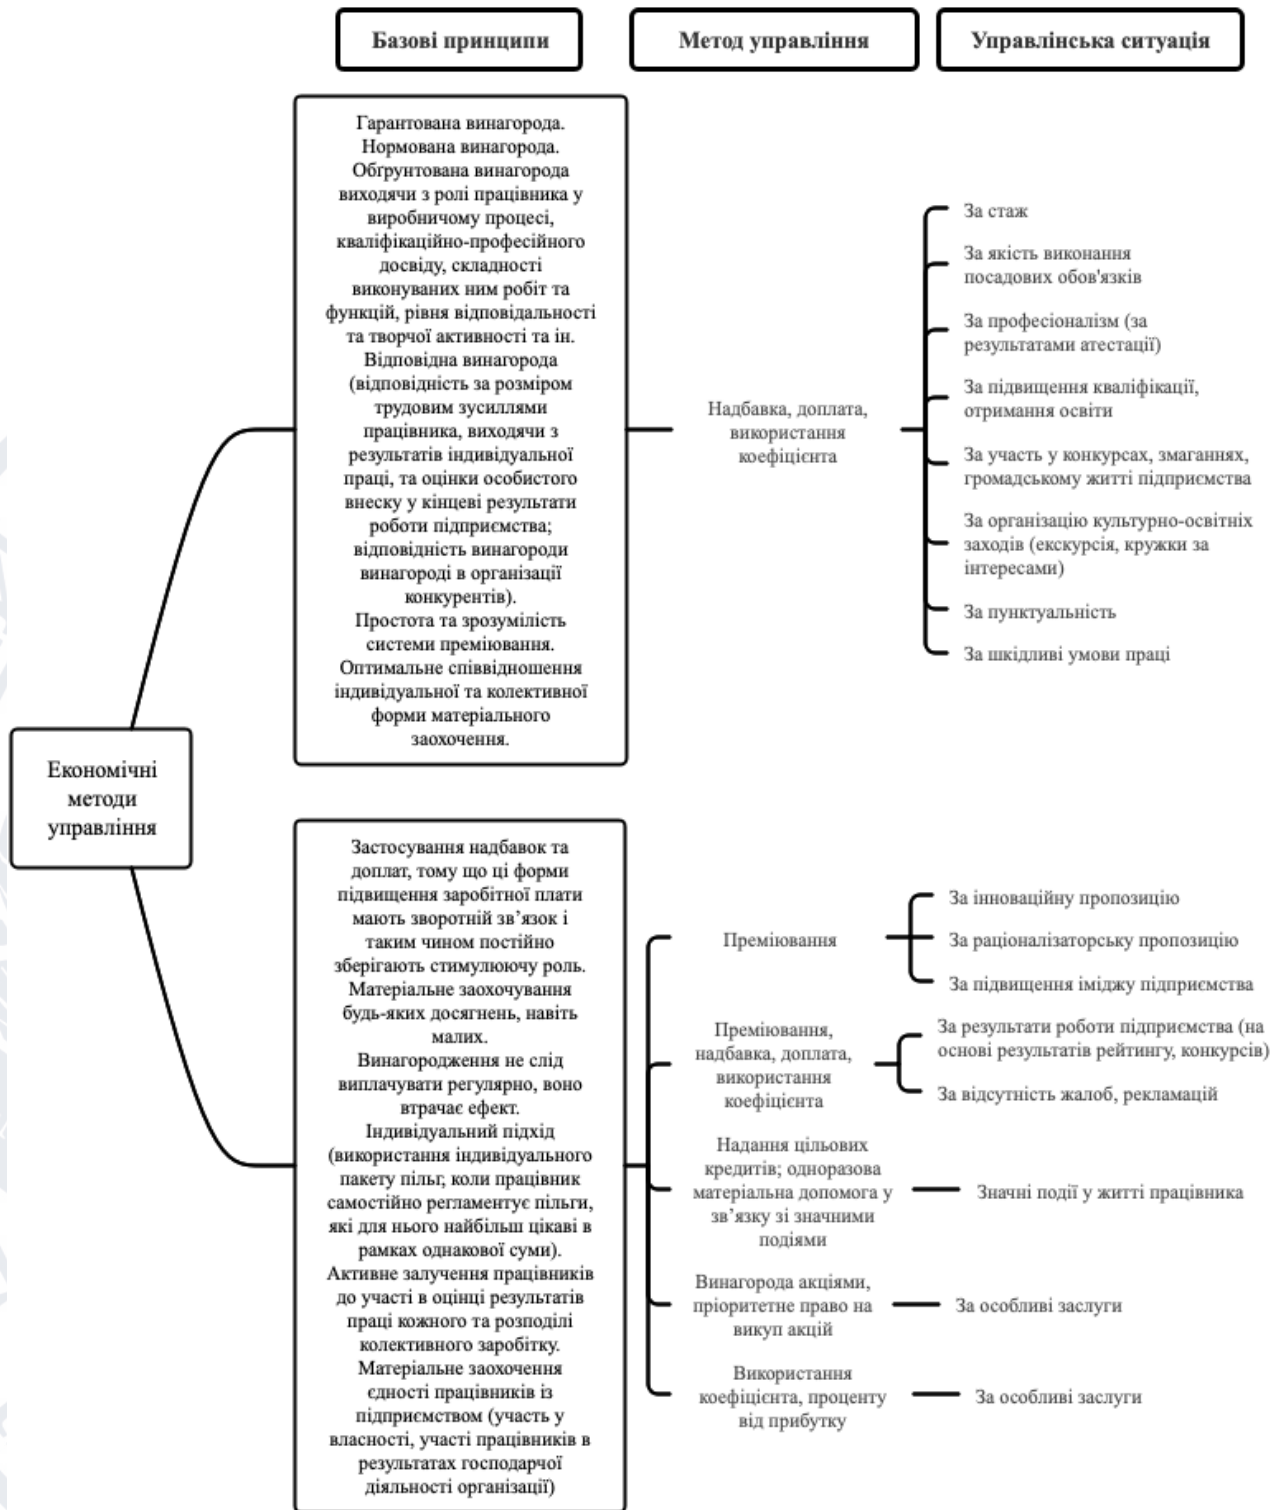 Базові принципи
Метод управління
Управлінська ситуація
Гарантована винагорода.
Нормована винагорода.
Обґрунтована винагорода
виходячи з ролі працівника у
виробничому процесі,
кваліфікаційно-професійного
досвіду, складності
виконуваних ним робіт та
функцій, рівня відповідальності
та творчої активності та ін.
Відповідна винагорода
(відповідність за розміром
трудовим зусиллями
працівника, виходячи з
результатів індивідуальної
праці, та оцінки особистого
внеску у кінцеві результати
роботи підприємства;
відповідність винагороди
винагороді в організації
конкурентів).
Простота та зрозумілість
системи преміювання.
Оптимальне співвідношення
індивідуальної та колективної
форми матеріального
заохочення.
Надбавка, доплата,
використання
коефіцієнта
За стаж
За якість виконання
посадових обов'язків
За професіоналізм (за
результатами атестації)
За підвищення кваліфікації,
отримання освіти
За участь у конкурсах, змаганнях,
громадському житті підприємства
За організацію культурно-освітніх
заходів (екскурсія, кружки за
інтересами)
За пунктуальність
За шкідливі умови праці
Економічні
методи
управління
Застосування надбавок та
доплат, тому що ці форми
підвищення заробітної плати
мають зворотній зв’язок і
таким чином постійно
зберігають стимулюючу роль.
Матеріальне заохочування
будь-яких досягнень, навіть
малих.
Винагородження не слід
виплачувати регулярно, воно
втрачає ефект.
Індивідуальний підхід
(використання індивідуального
пакету пільг, коли працівник
самостійно регламентує пільги,
які для нього найбільш цікаві в
рамках однакової суми).
Активне залучення працівників
до участі в оцінці результатів
праці кожного та розподілі
колективного заробітку.
Матеріальне заохочення
єдності працівників із
підприємством (участь у
власності, участі працівників в
результатах господарчої
діяльності організації)
Преміювання
За інноваційну пропозицію
За раціоналізаторську пропозицію
За підвищення іміджу підприємства
Преміювання,
надбавка, доплата,
використання
коефіцієнта
За результати роботи підприємства (на
основі результатів рейтингу, конкурсів)
За відсутність жалоб, рекламацій
Надання цільових
кредитів; одноразова
матеріальна допомога у
зв’язку зі значними
подіями
Значні події у житті працівника
Винагорода акціями,
пріоритетне право на
викуп акцій
За особливі заслуги
Використання
коефіцієнта, проценту
від прибутку
За особливі заслуги